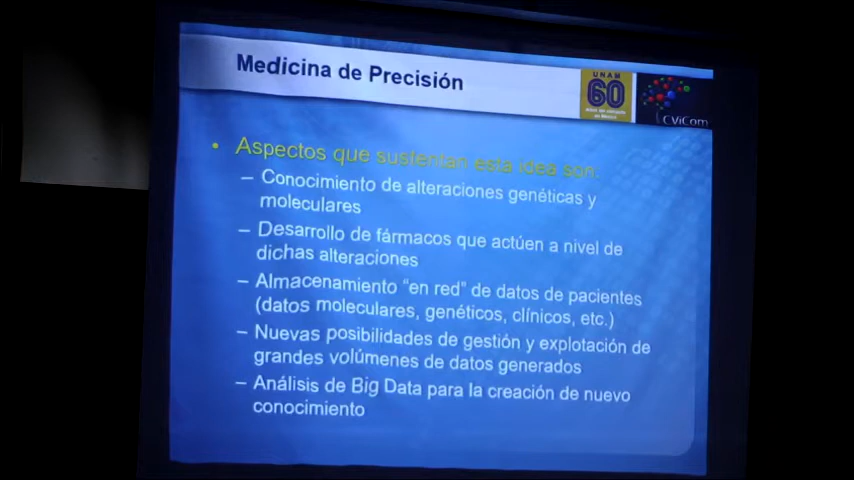 Medicina de Precisión
UNAM
60
CViCom
• Aspectos que sustentan esta idea son:
– Conocimiento de alteraciones genéticas y
moleculares
– Desarrollo de fármacos que actúen a nivel de
dichas alteraciones
– Almacenamiento “en red” de datos de pacientes
(datos moleculares, genéticos, clínicos, etc.)
– Nuevas posibilidades de gestión y explotación de
grandes volúmenes de datos generados
– Análisis de Big Data para la creación de nuevo
conocimiento